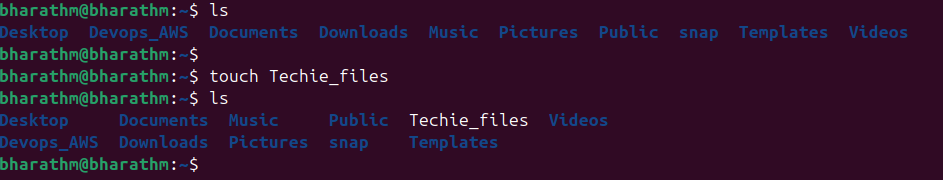 bharathm@bharathm:~$ ls
Desktop  Devops_AWS  Documents  Downloads  Music  Pictures  Public  snap  Templates  Videos
bharathm@bharathm:~$
bharathm@bharathm:~$ touch Techie_files
bharathm@bharathm:~$ ls
Desktop     Documents  Music     Public  Techie_files  Videos
Devops_AWS  Downloads  Pictures  snap    Templates
bharathm@bharathm:~$